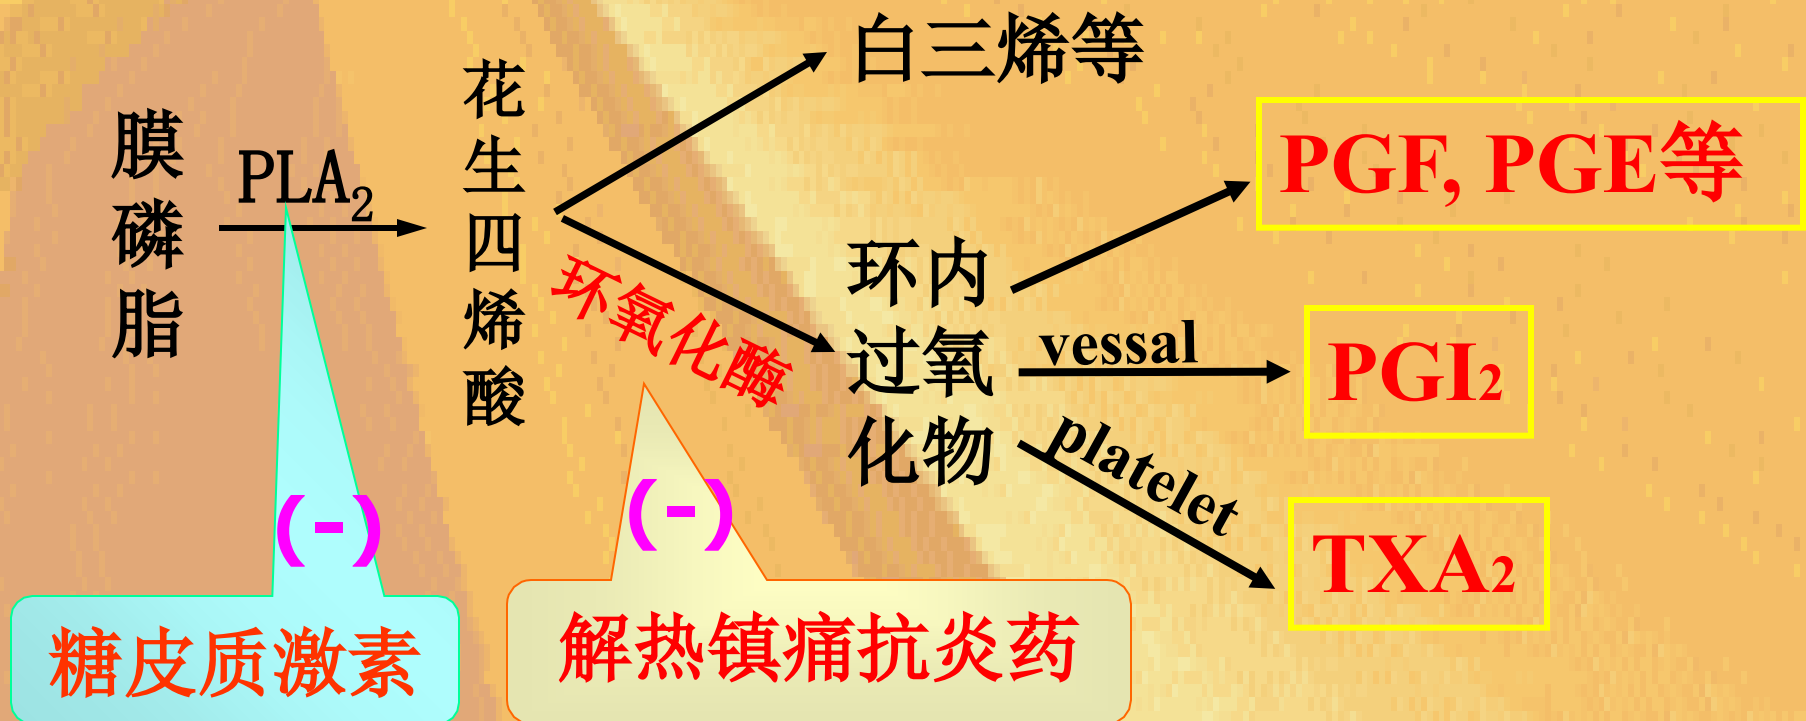 膜磷脂
PLA2
花生四烯酸
白三烯等
环氧化酶
环内
过氧
化物
PGF, PGE等
vessal
PGI2
platelet
TXA2
(-)
(-)
糖皮质激素
解热镇痛抗炎药